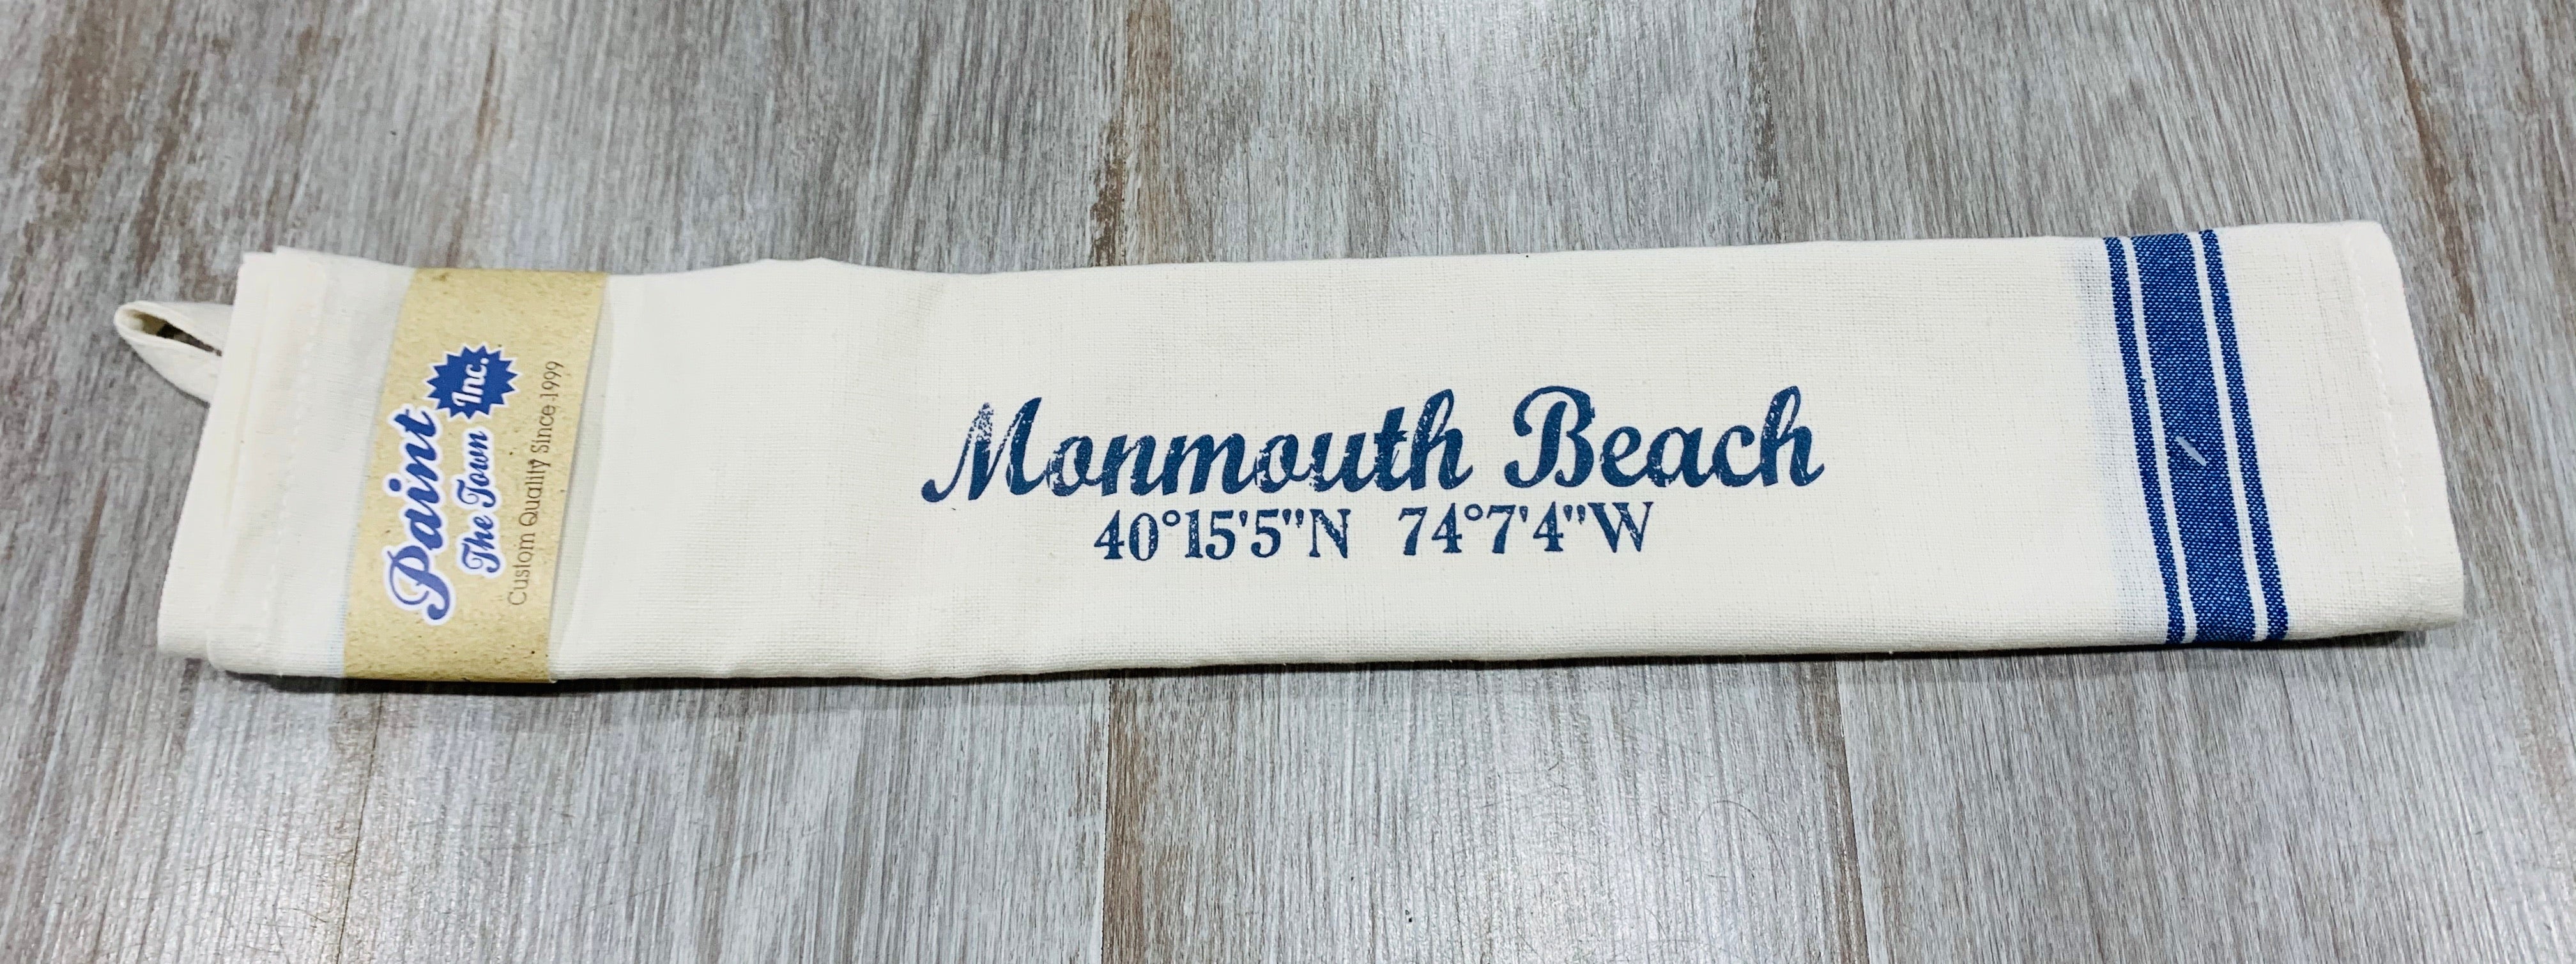 Paint
The Town
Inc.
Custom Quality Since 1999
Monmouth Beach
40°15'5"N 74°7'4"W